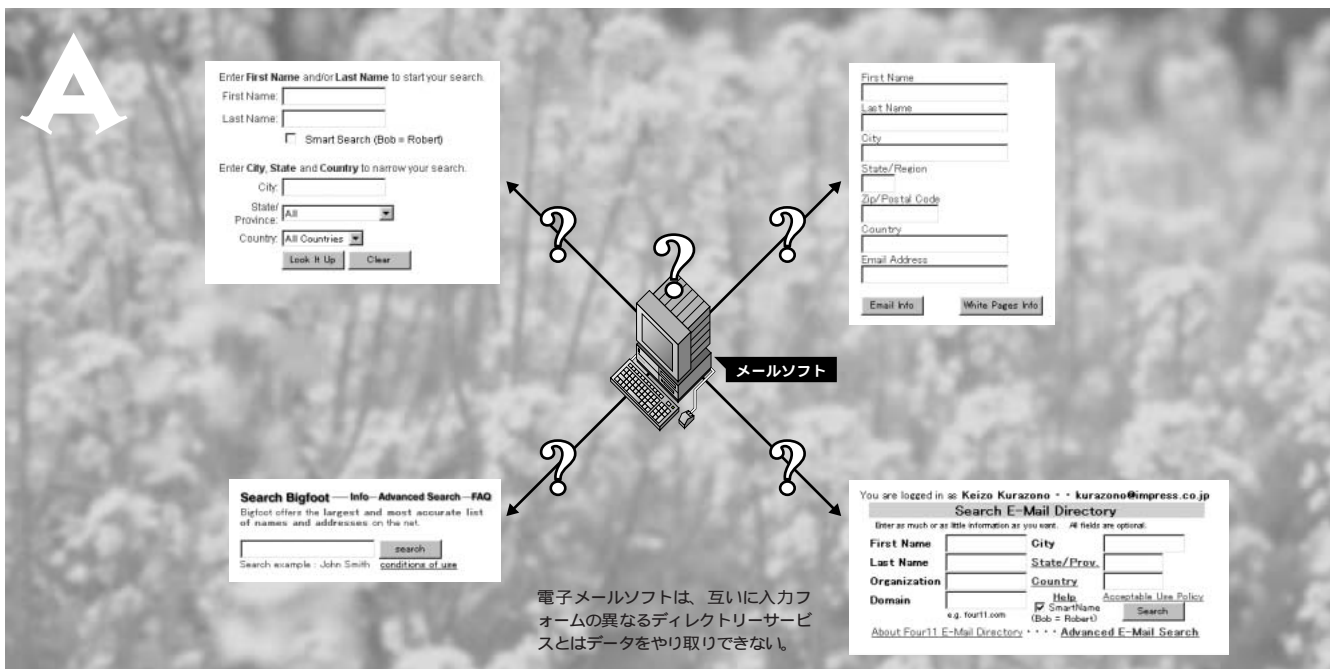 A
Enter First Name and/or Last Name to start your search.
First Name:
Last Name:
Smart Search (Bob = Robert)
Enter City, State and Country to narrow your search.
City:
State/
Province:
All
Country:
All Countries
Look It Up
Clear
First Name
Last Name
City
State/Region
Zip/Postal Code
Country
Email Address
Email Info
White Pages Info
?
?
?
メールソフト
?
?
Search Bigfoot — Info — Advanced Search — FAQ
Bigfoot offers the largest and most accurate list
of names and addresses on the net.
search
Search example : John Smith conditions of use
You are logged in as Keizo Kurazono - - kurazono@impress.co.jp
Search E-Mail Directory
Enter as much or as little information as you want. All fields are optional.
First Name
City
Last Name
State/Prov.
Organization
Country
Domain
Help
Acceptable Use Policy
e.g. four11.com
SmartName
(Bob = Robert)
Search
About Four11 E-Mail Directory - - - - Advanced E-Mail Search
電子メールソフトは、互いに入力フ
ォームの異なるディレクトリーサービ
スとはデータをやり取りできない。